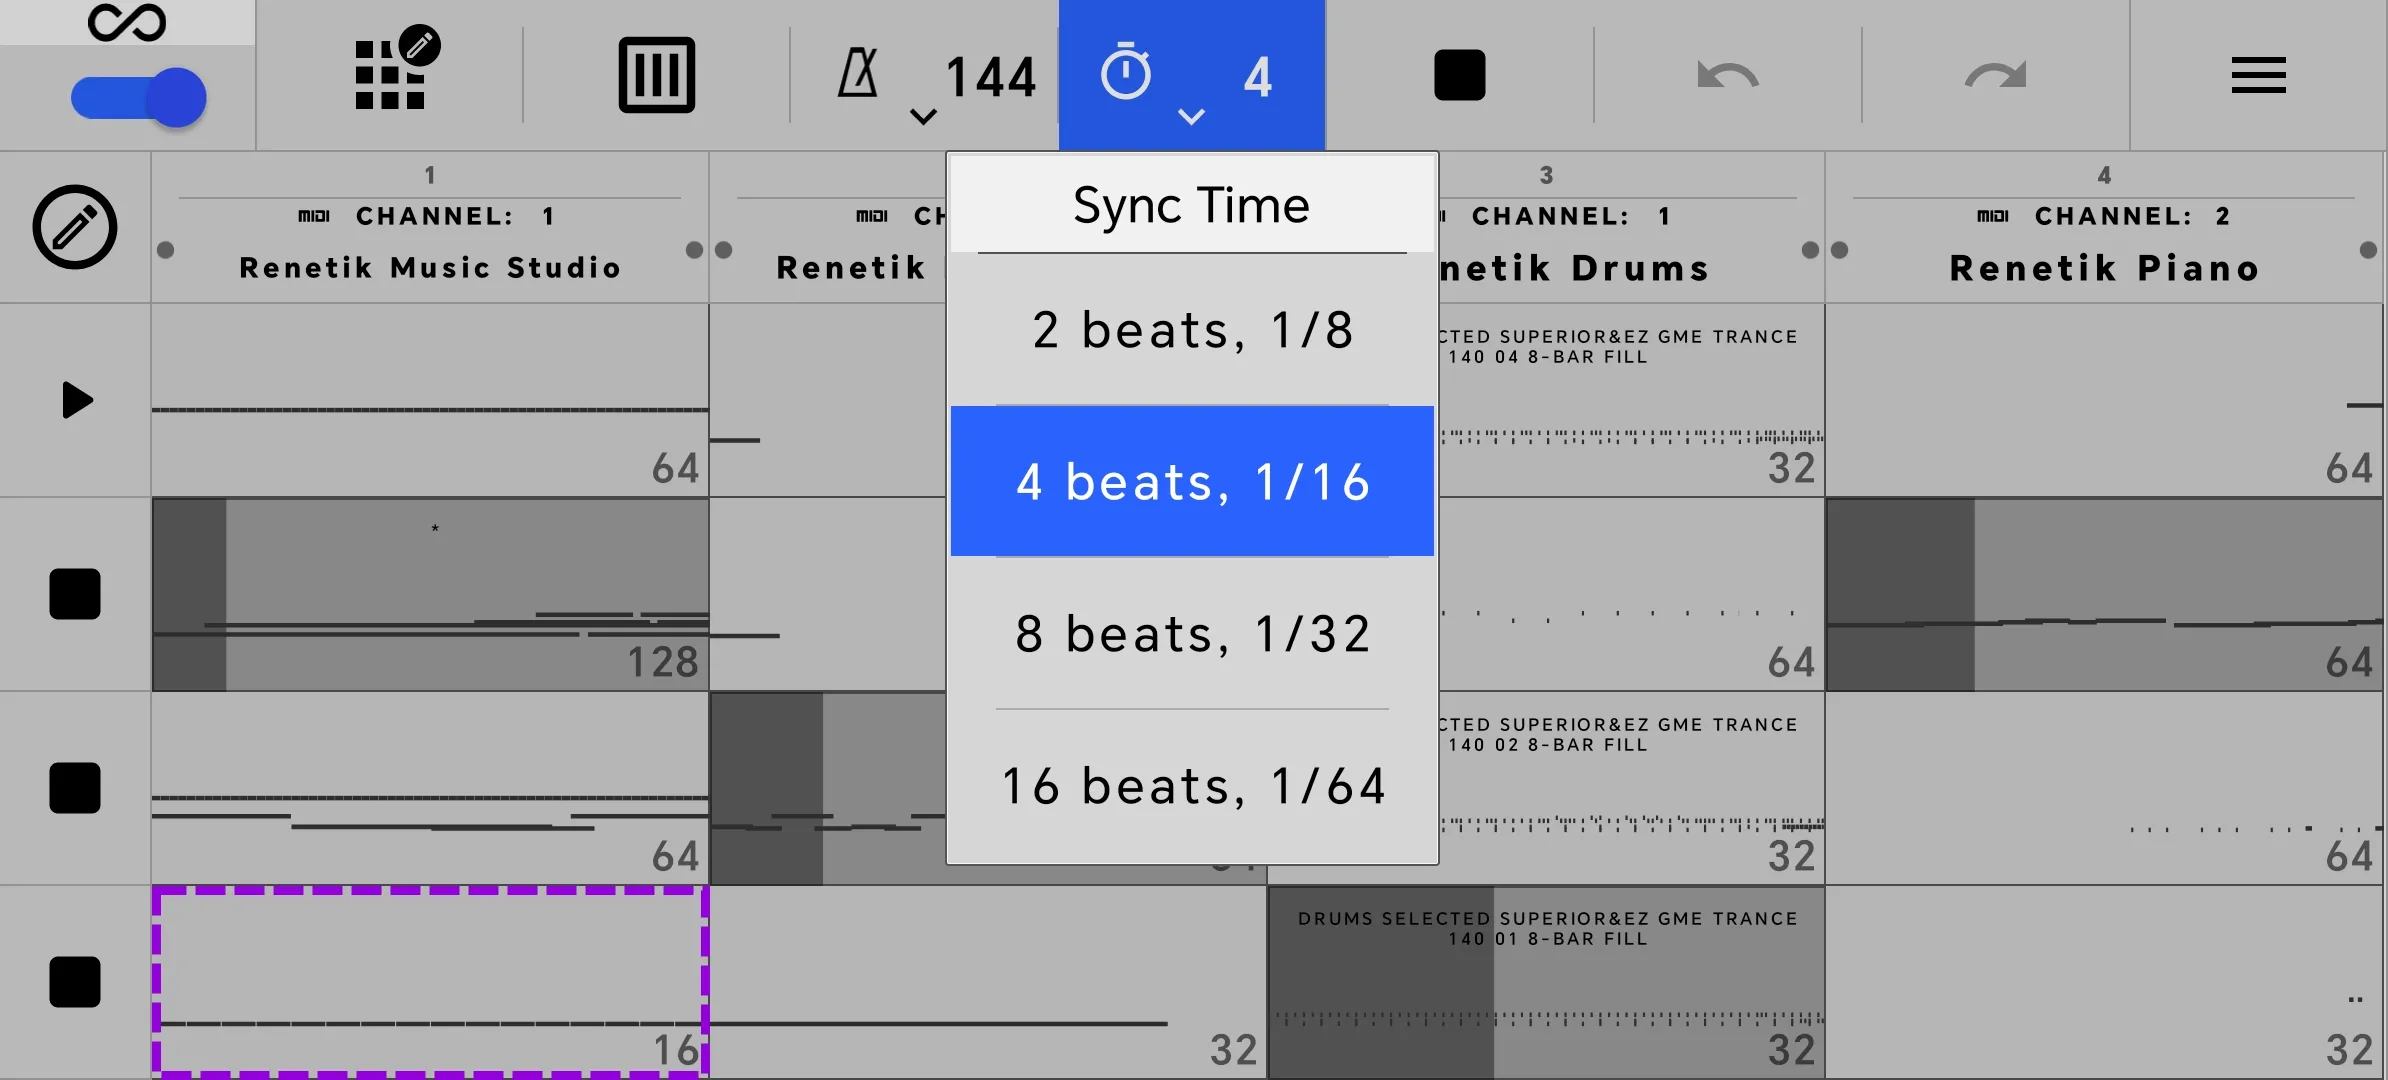 144
4
1
MIDI CHANNEL: 1
Renetik Music Studio
MIDI CH
Renetik
3
CHANNEL: 1
netik Drums
4
MIDI CHANNEL: 2
Renetik Piano
Sync Time
2 beats, 1/8
4 beats, 1/16
8 beats, 1/32
16 beats, 1/64
64
CTED SUPERIOR&EZ GME TRANCE
140 04 8-BAR FILL
32
64
*
128
64
64
64
CTED SUPERIOR&EZ GME TRANCE
140 02 8-BAR FILL
32
64
16
32
DRUMS SELECTED SUPERIOR&EZ GME TRANCE
140 01 8-BAR FILL
32
32